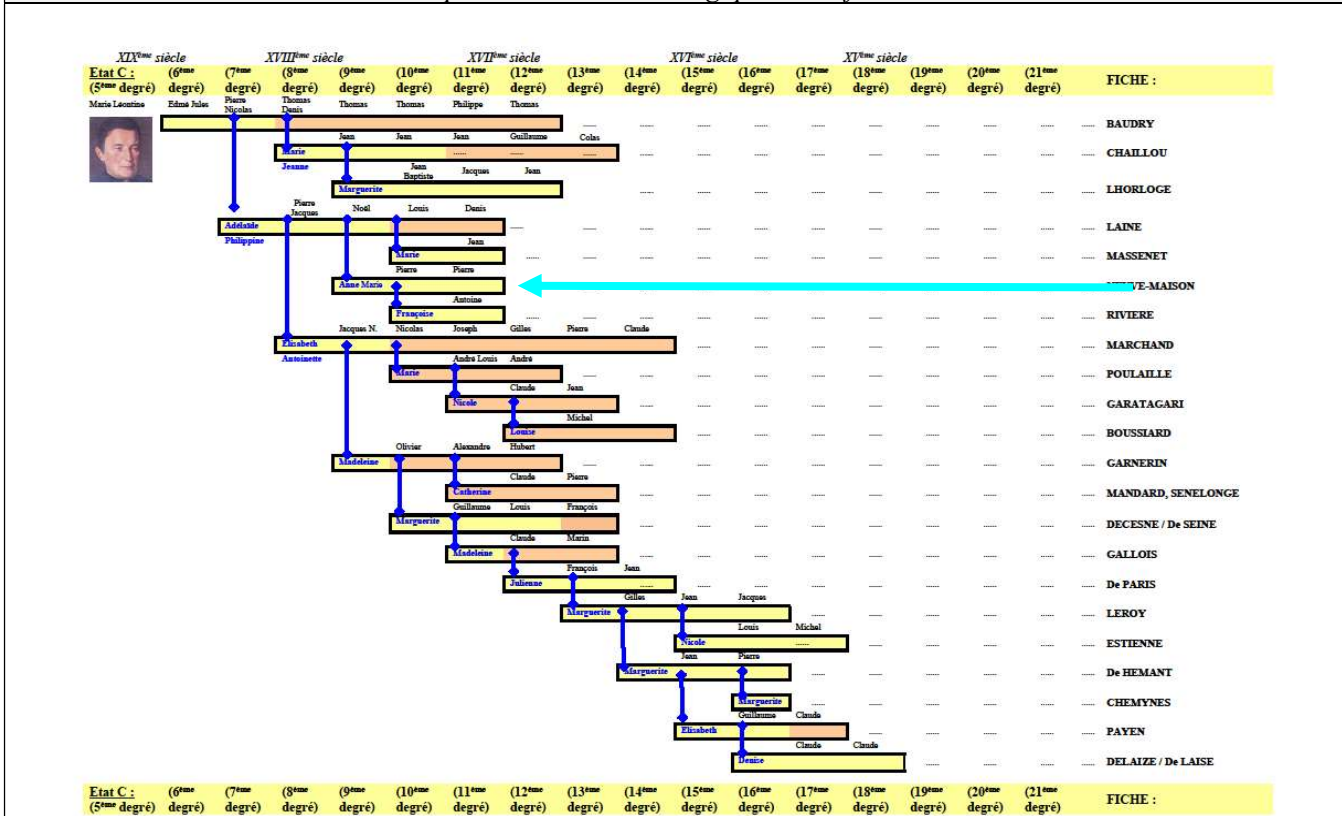 XIXème siècle XVIIIème siècle XVIIème siècle XVIème siècle XVème siècle
Etat C : (6ème (7ème (8ème (9ème (10ème (11ème (12ème (13ème (14ème (15ème (16ème (17ème (18ème (19ème (20ème (21ème FICHE :
(5ème degré) degré) degré) degré) degré) degré) degré) degré) degré) degré) degré) degré) degré) degré) degré) degré) degré)
Marie Léontine Edmé Jules Pierre Nicolas Thomas Denis Thomas Thomas Philippe Thomas
...... ...... ...... ...... ...... ...... ...... ...... ...... ...... BAUDRY
Jean Jean Jean Guillaume Colas
Marie Jeanne ...... ...... ...... ...... ...... ...... ...... ...... ...... ...... ...... ...... CHAILLOU
Jean Baptiste Jacques Jean
Marguerite ...... ...... ...... ...... ...... ...... ...... ...... ...... LHORLOGE
Pierre Jacques Noël Louis Denis
Adélaïde Philippine ...... ...... ...... ...... ...... ...... ...... ...... ...... ...... ...... LAINE
Jean
Marie ...... ...... ...... ...... ...... ...... ...... ...... ...... ...... ...... MASSENET
Pierre Pierre
Anne Marie NEUVE-MAISON
Antoine
Françoise ...... ...... ...... ...... ...... ...... ...... ...... ...... ...... ...... RIVIERE
Jacques N. Nicolas Joseph Gilles Pierre Claude
Elisabeth Antoinette ...... ...... ...... ...... ...... ...... ...... ...... MARCHAND
André Louis André
Marie ...... ...... ...... ...... ...... ...... ...... ...... ...... ...... POULAILLE
Claude Jean
Nicole ...... ...... ...... ...... ...... ...... ...... ...... ...... GARATAGARI
Michel
Louise ...... ...... ...... ...... ...... ...... ...... ...... BOUSSIARD
Olivier Alexandre Hubert
Madeleine ...... ...... ...... ...... ...... ...... ...... ...... ...... ...... GARNERIN
Claude Pierre
Catherine ...... ...... ...... ...... ...... ...... ...... ...... ...... MANDARD, SENELONGE
Guillaume Louis François
Marguerite ...... ...... ...... ...... ...... ...... ...... ...... ...... DECESNE / De SEINE
Claude Marin
Madeleine ...... ...... ...... ...... ...... ...... ...... ...... ...... GALLOIS
François Jean
Julienne ...... ...... ...... ...... ...... ...... ...... ...... ...... De PARIS
Gilles Jean Jacques
Marguerite ...... ...... ...... ...... ...... ...... LEROY
Louis Michel
Nicole ...... ...... ...... ...... ...... ...... ESTIENNE
Jean Pierre
Marguerite ...... ...... ...... ...... ...... ...... De HEMANT
Marguerite ...... ...... ...... ...... ...... ...... CHEMYNES
Guillaume Claude
Elisabeth ...... ...... ...... ...... ...... PAYEN
Claude Claude
Denise ...... ...... ...... ...... DELAIZE / De LAISE
Etat C : (6ème (7ème (8ème (9ème (10ème (11ème (12ème (13ème (14ème (15ème (16ème (17ème (18ème (19ème (20ème (21ème FICHE :
(5ème degré) degré) degré) degré) degré) degré) degré) degré) degré) degré) degré) degré) degré) degré) degré) degré) degré)